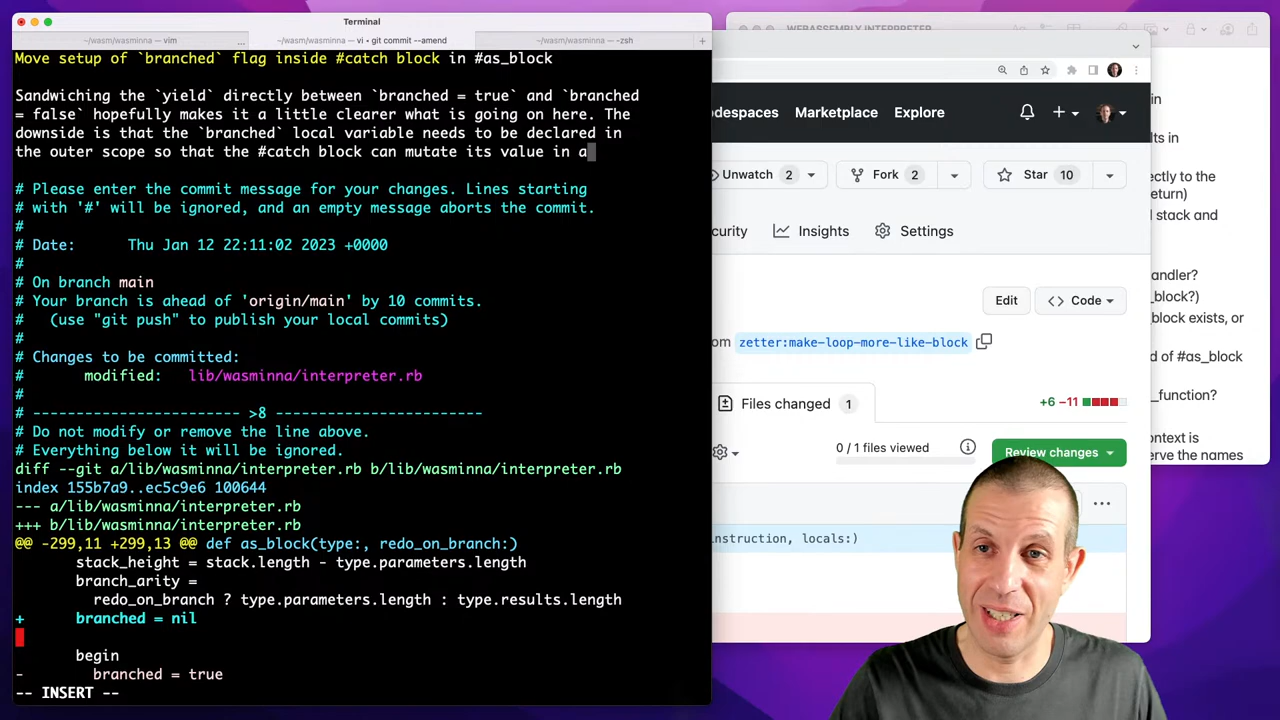 Terminal
~/wasm/wasminna — vim
...
~/wasm/wasminna — vi • git commit --amend
~/wasm/wasminna — -zsh
+
Move setup of `branched` flag inside #catch block in #as_block
Sandwiching the `yield` directly between `branched = true` and `branched
= false` hopefully makes it a little clearer what is going on here. The
downside is that the `branched` local variable needs to be declared in
the outer scope so that the #catch block can mutate its value in a
# Please enter the commit message for your changes. Lines starting
# with '#' will be ignored, and an empty message aborts the commit.
#
# Date:      Thu Jan 12 22:11:02 2023 +0000
#
# On branch main
# Your branch is ahead of 'origin/main' by 10 commits.
#   (use "git push" to publish your local commits)
#
# Changes to be committed:
#       modified:   lib/wasminna/interpreter.rb
#
# ------------------------ >8 ------------------------
# Do not modify or remove the line above.
# Everything below it will be ignored.
diff --git a/lib/wasminna/interpreter.rb b/lib/wasminna/interpreter.rb
index 155b7a9..ec5c9e6 100644
--- a/lib/wasminna/interpreter.rb
+++ b/lib/wasminna/interpreter.rb
@@ -299,11 +299,13 @@ def as_block(type:, redo_on_branch:)
stack_height = stack.length - type.parameters.length
branch_arity =
redo_on_branch ? type.parameters.length : type.results.length
+      branched = nil
begin
-        branched = true
-- INSERT --
WEBASSEMBLY INTERPRETER
odespaces
Marketplace
Explore
Unwatch 2
Fork 2
Star 10
curity
Insights
Settings
Edit
<> Code
om
zetter:make-loop-more-like-block
Files changed 1
+6 −11
0 / 1 files viewed
Review changes
...
instruction, locals:)
in
ults in
rectly to the
return)
d stack and
handler?
_block?)
block exists, or
d of #as_block
_function?
ontext is
erve the names